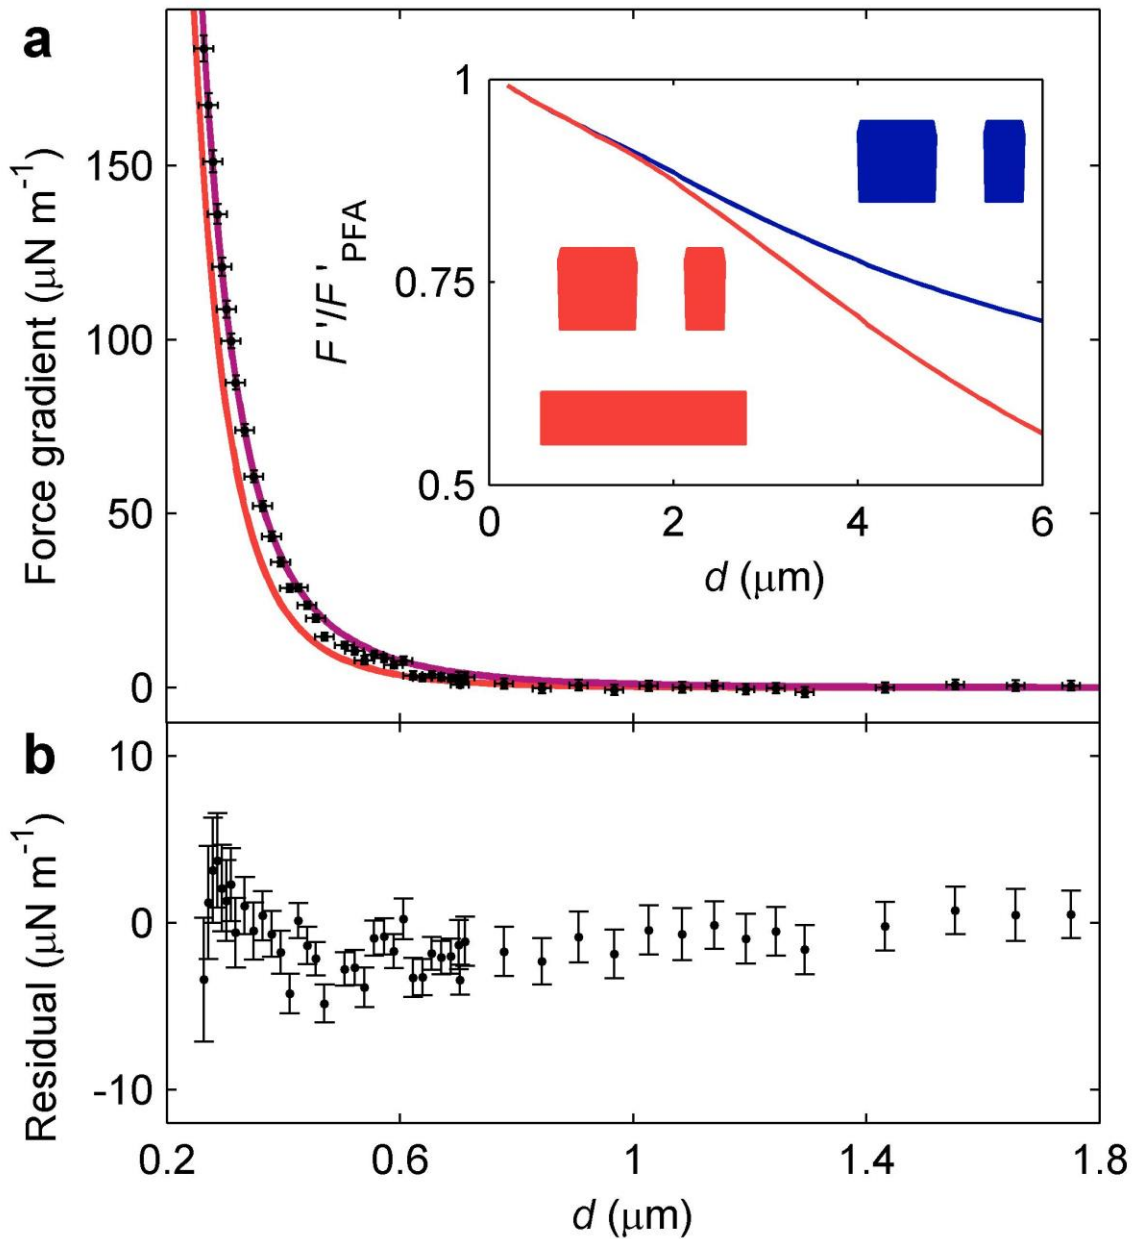 a
Force gradient (μN m⁻¹)
150
100
50
0
F '/F 'PFA
1
0.75
0.5
0
2
4
6
d (μm)
b
Residual (μN m⁻¹)
10
0
-10
0.2
0.6
1
1.4
1.8
d (μm)